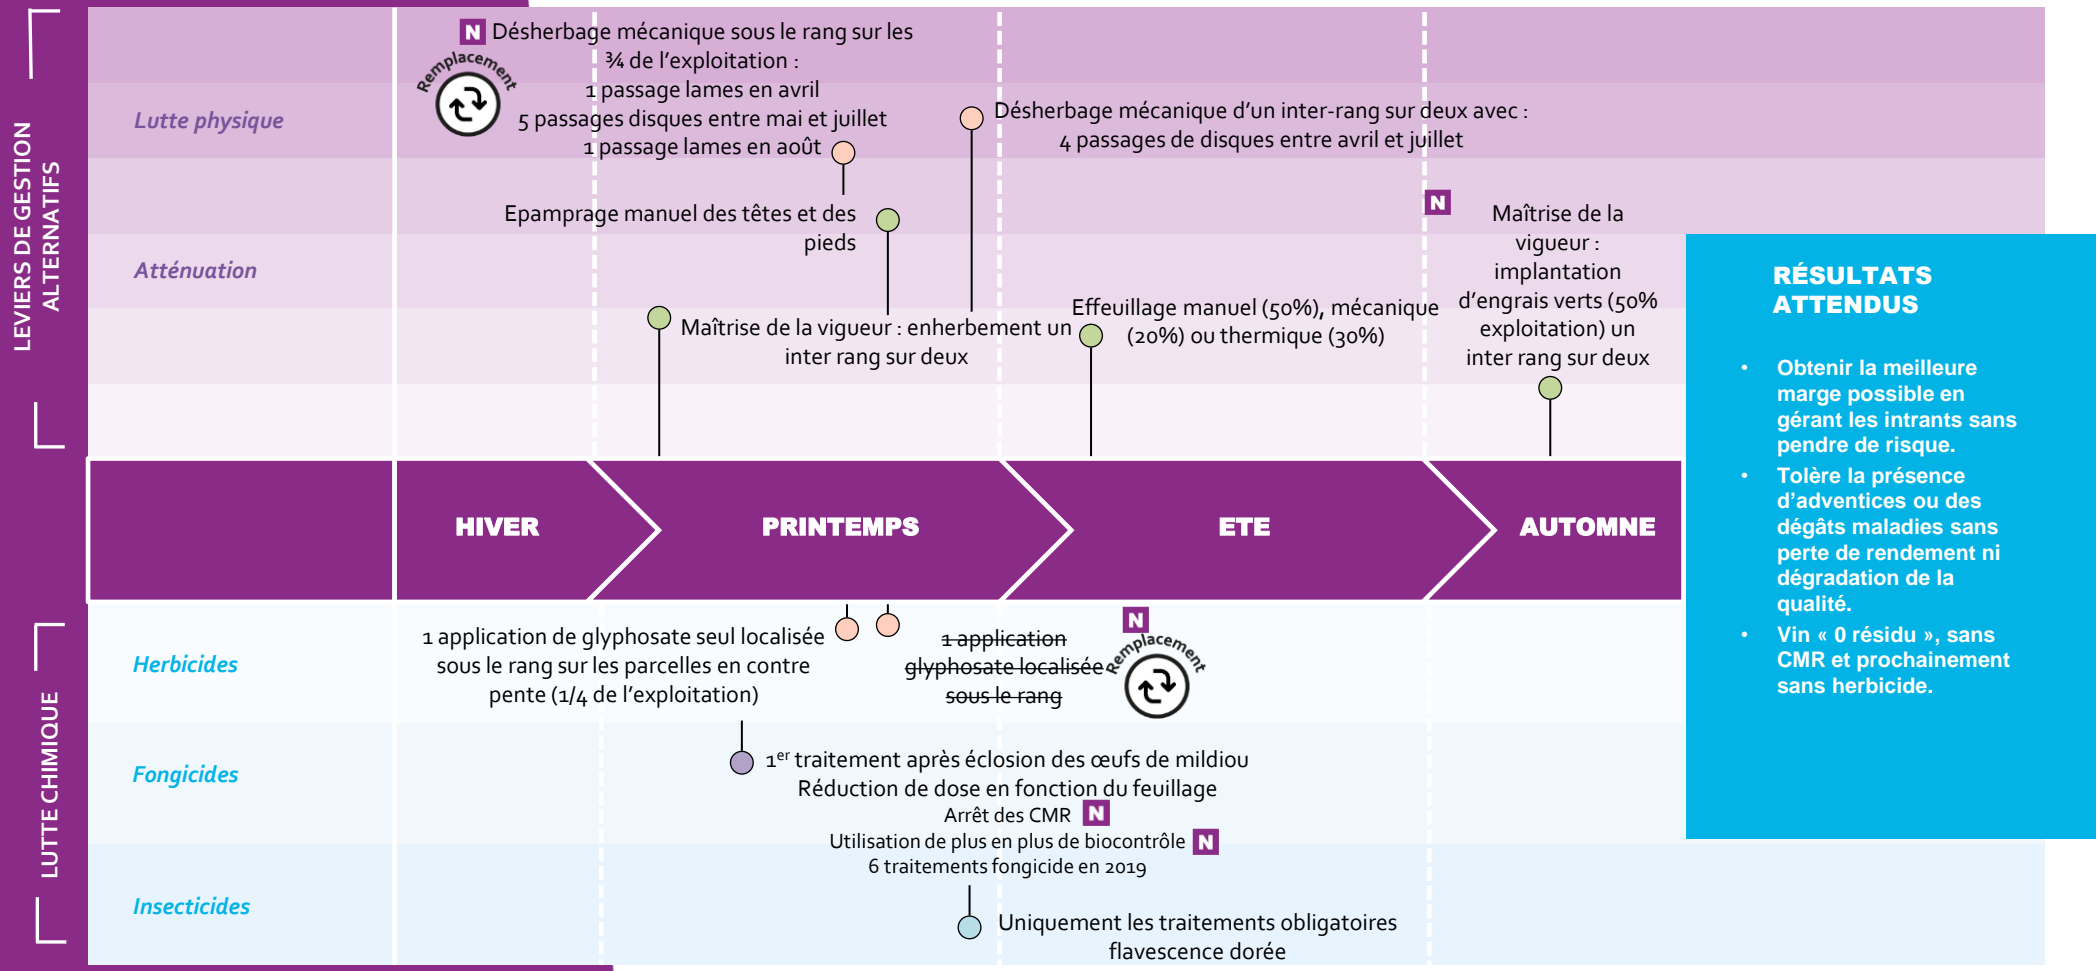 LEVIERS DE GESTION
ALTERNATIFS
Lutte physique
Atténuation
N Désherbage mécanique sous le rang sur les
¾ de l'exploitation :
1 passage lames en avril
5 passages disques entre mai et juillet
1 passage lames en août
Remplacement
Désherbage mécanique d'un inter-rang sur deux avec :
4 passages de disques entre avril et juillet
Epamprage manuel des têtes et des
pieds
Maîtrise de la vigueur : enherbement un
inter rang sur deux
Effeuillage manuel (50%), mécanique
(20%) ou thermique (30%)
N
Maîtrise de la
vigueur :
implantation
d'engrais verts (50%
exploitation) un
inter rang sur deux
HIVER
PRINTEMPS
ETE
AUTOMNE
LUTTE CHIMIQUE
Herbicides
1 application de glyphosate seul localisée
sous le rang sur les parcelles en contre
pente (1/4 de l'exploitation)
1 application
glyphosate localisée
sous le rang
N
Remplacement
Fongicides
1er traitement après éclosion des œufs de mildiou
Réduction de dose en fonction du feuillage
Arrêt des CMR N
Utilisation de plus en plus de biocontrôle N
6 traitements fongicide en 2019
Insecticides
Uniquement les traitements obligatoires
flavescence dorée
RÉSULTATS
ATTENDUS
• Obtenir la meilleure
marge possible en
gérant les intrants sans
pendre de risque.
• Tolère la présence
d'adventices ou des
dégâts maladies sans
perte de rendement ni
dégradation de la
qualité.
• Vin « 0 résidu », sans
CMR et prochainement
sans herbicide.